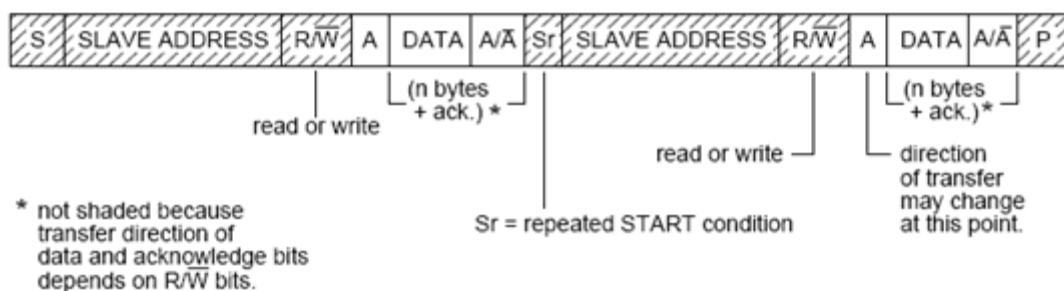 S SLAVE ADDRESS R/W̅ A DATA A/A̅ Sr SLAVE ADDRESS R/W̅ A DATA A/A̅ P
(n bytes
+ ack.) *
(n bytes
+ ack.) *
read or write
read or write
direction
of transfer
may change
at this point.
* not shaded because
transfer direction of
data and acknowledge bits
depends on R/W̅ bits.
Sr = repeated START condition